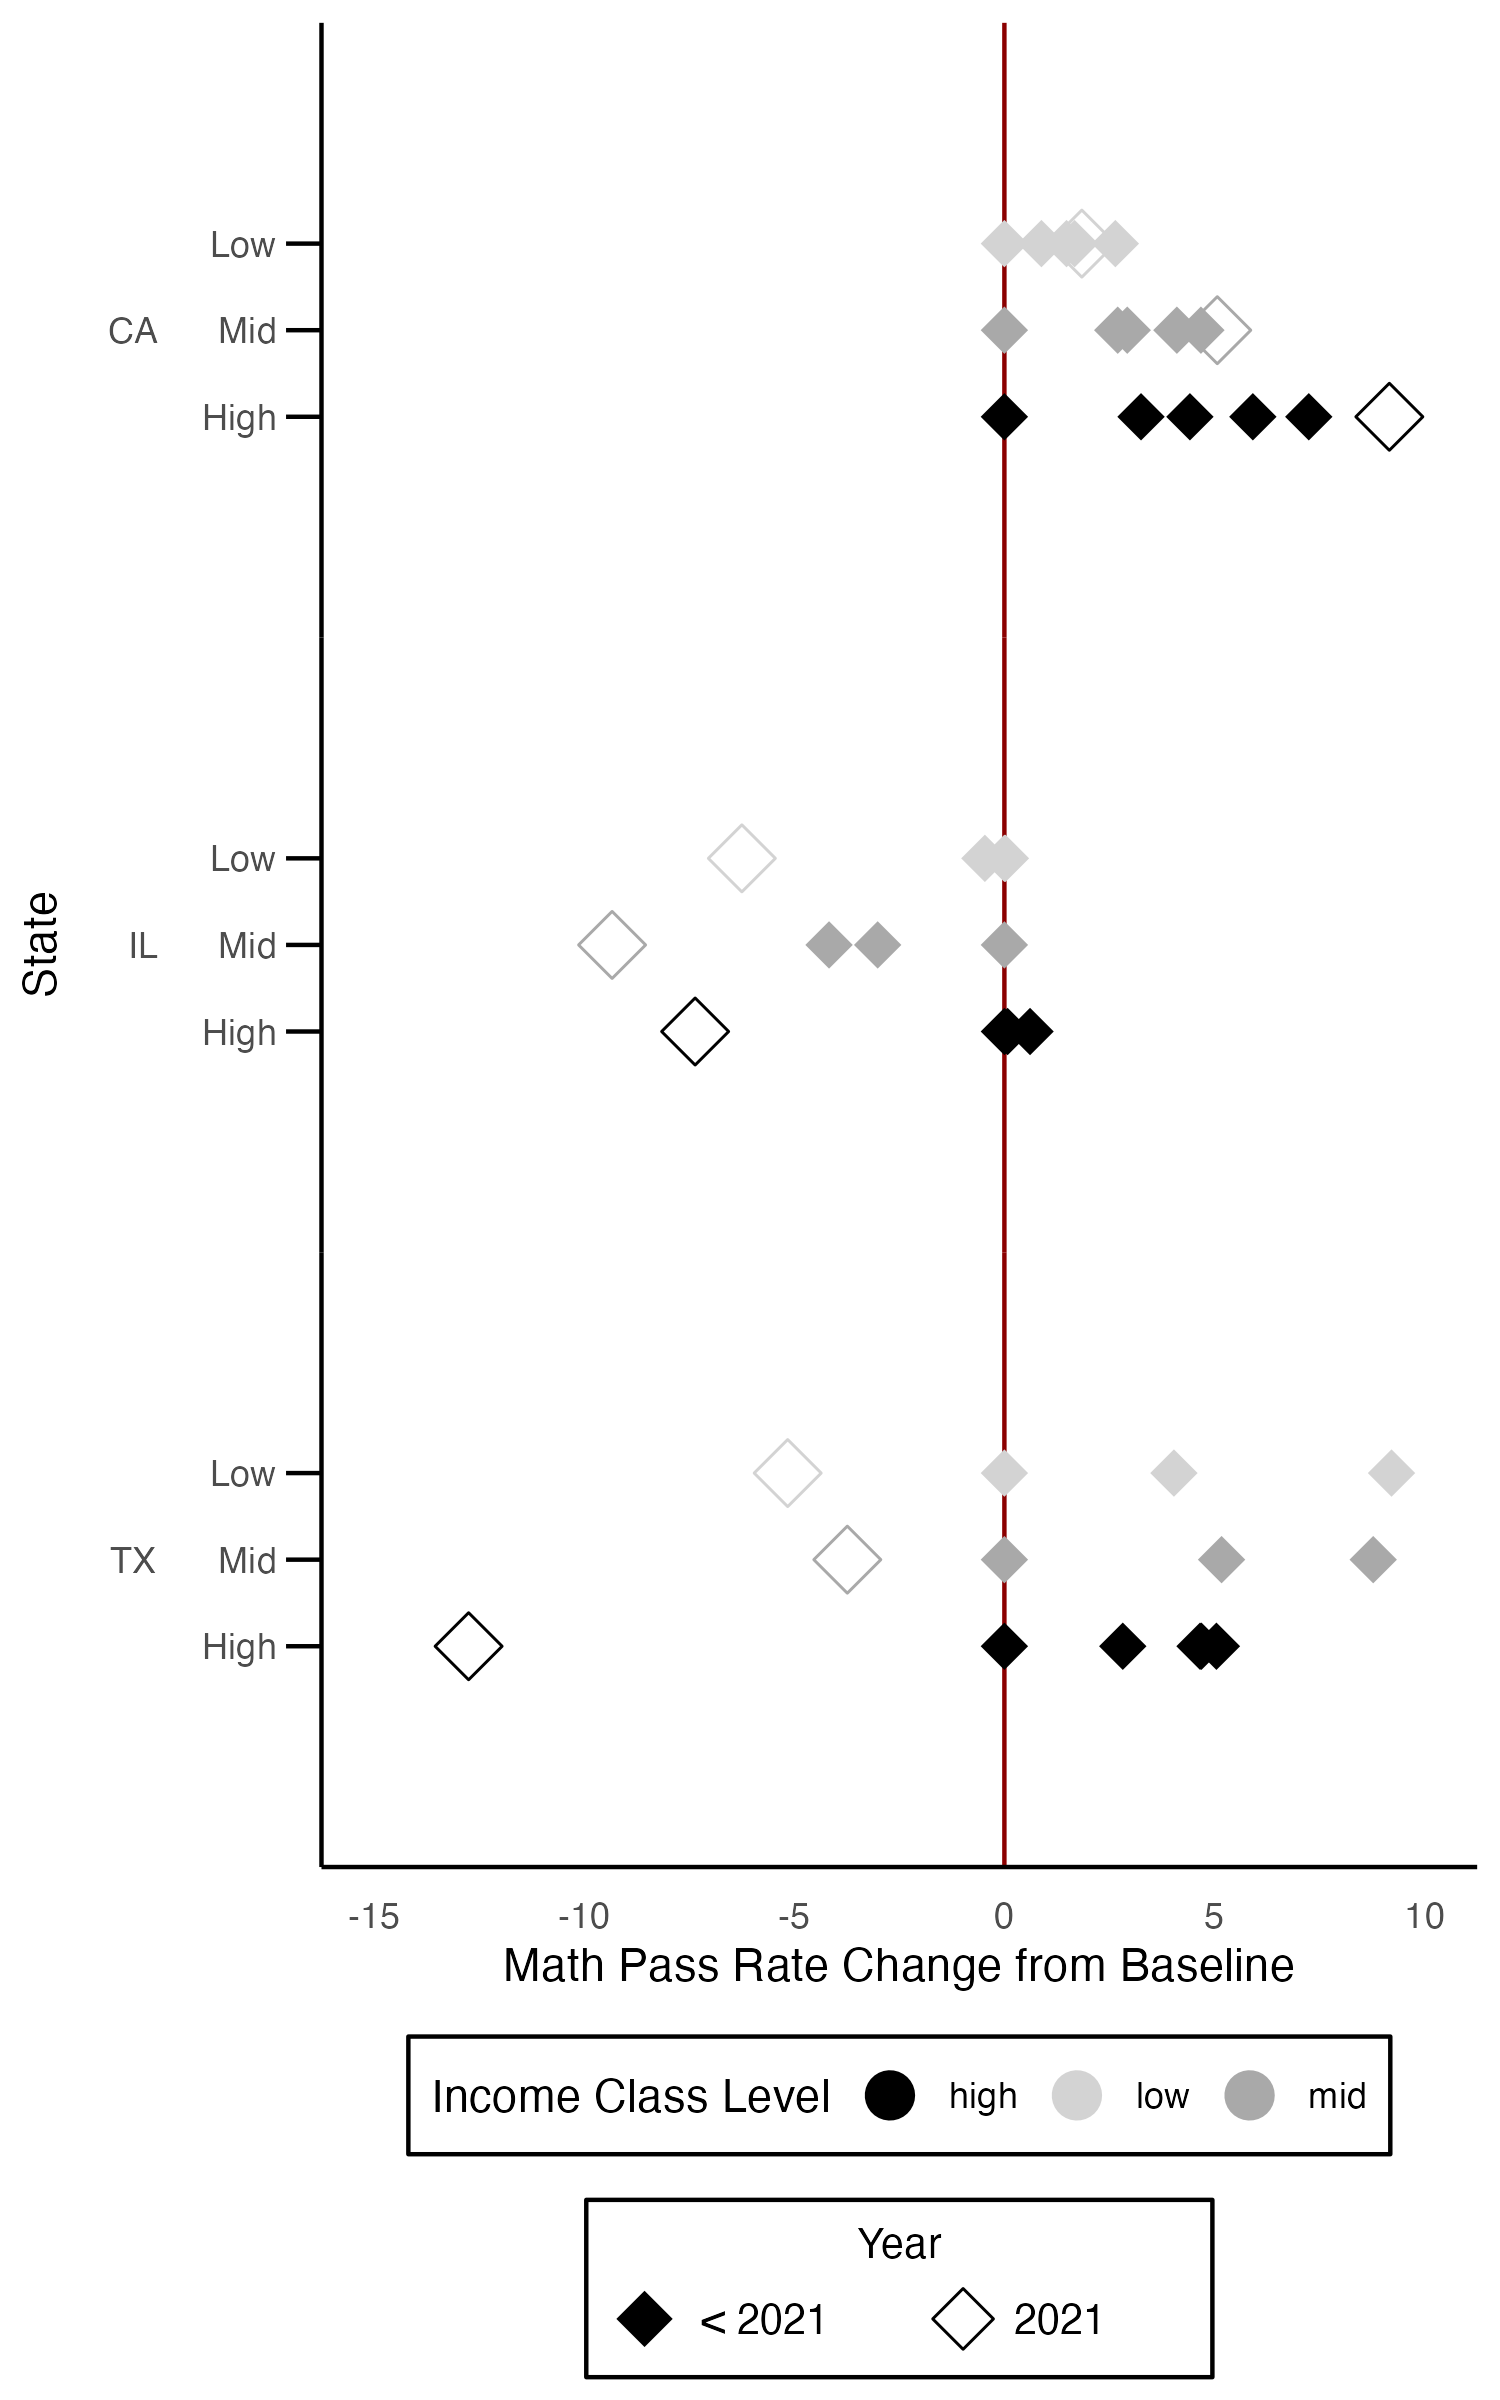 Low
CA Mid
High
Low
State IL Mid
High
Low
TX Mid
High
-15 -10 -5 0 5 10
Math Pass Rate Change from Baseline
Income Class Level high low mid
Year
< 2021 2021